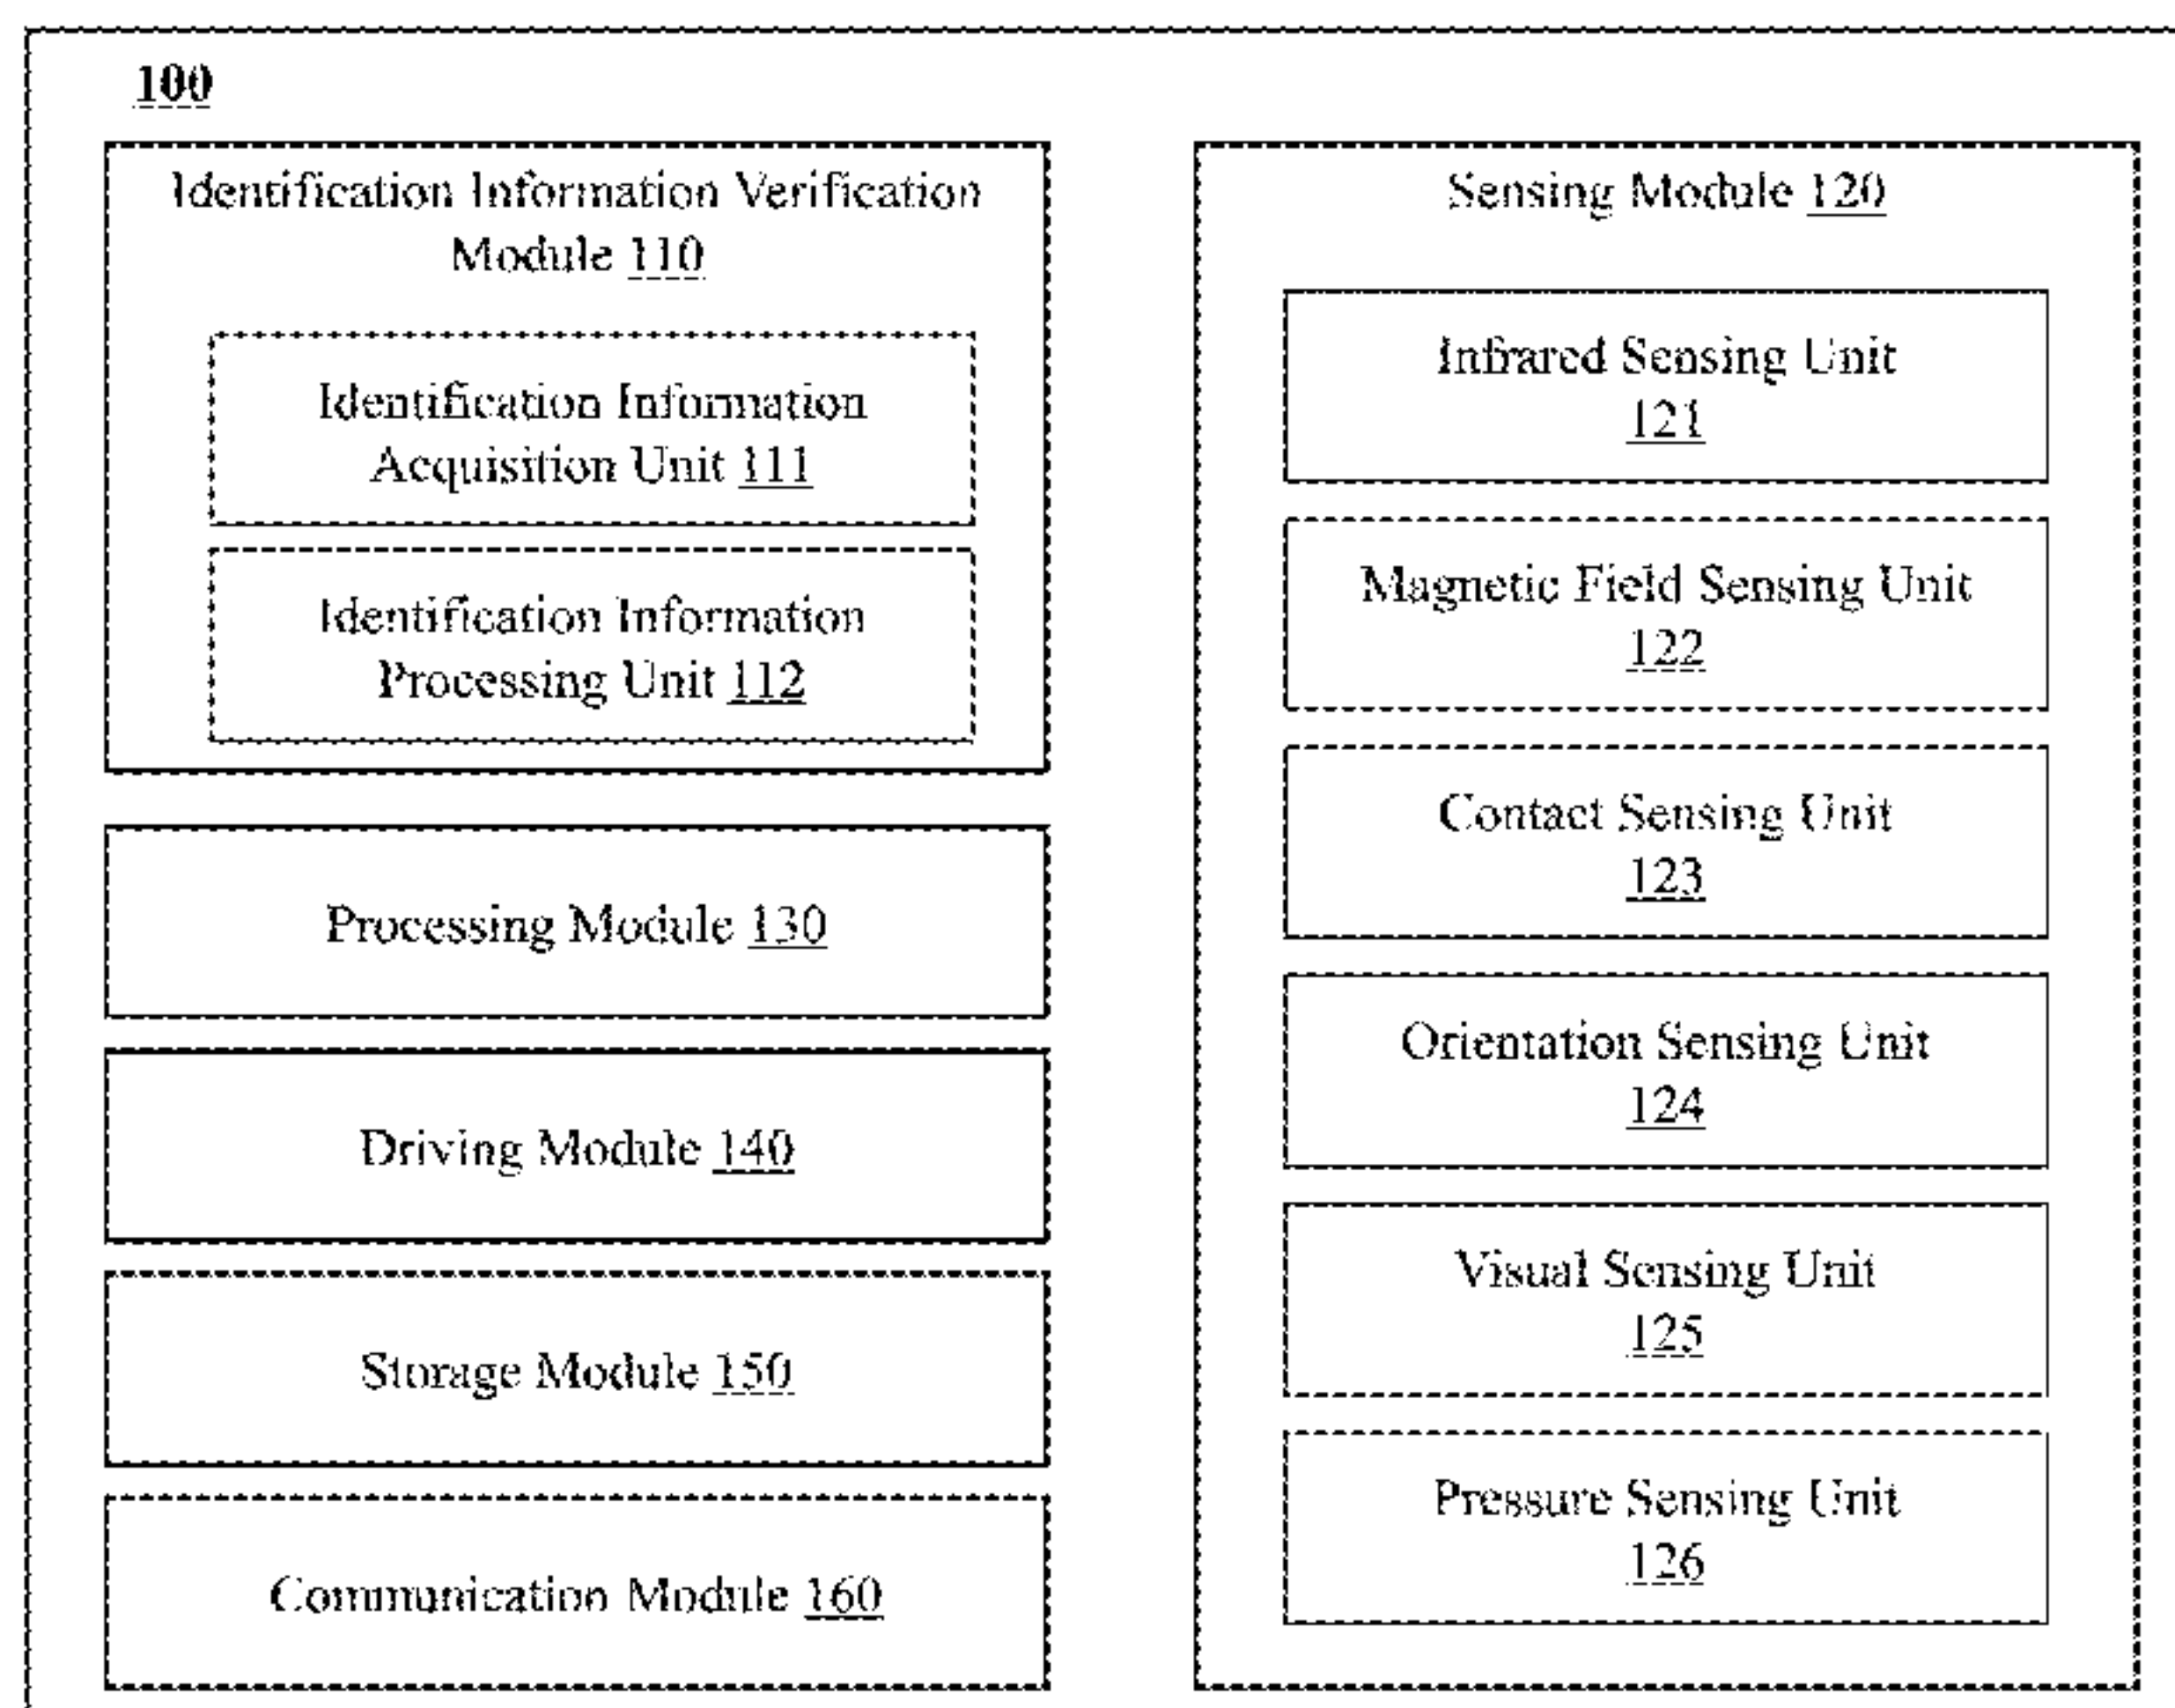 100
Identification Information Verification
Module 110
Identification Information
Acquisition Unit 111
Identification Information
Processing Unit 112
Processing Module 130
Driving Module 140
Storage Module 150
Communication Module 160
Sensing Module 120
Infrared Sensing Unit
121
Magnetic Field Sensing Unit
122
Contact Sensing Unit
123
Orientation Sensing Unit
124
Visual Sensing Unit
125
Pressure Sensing Unit
126